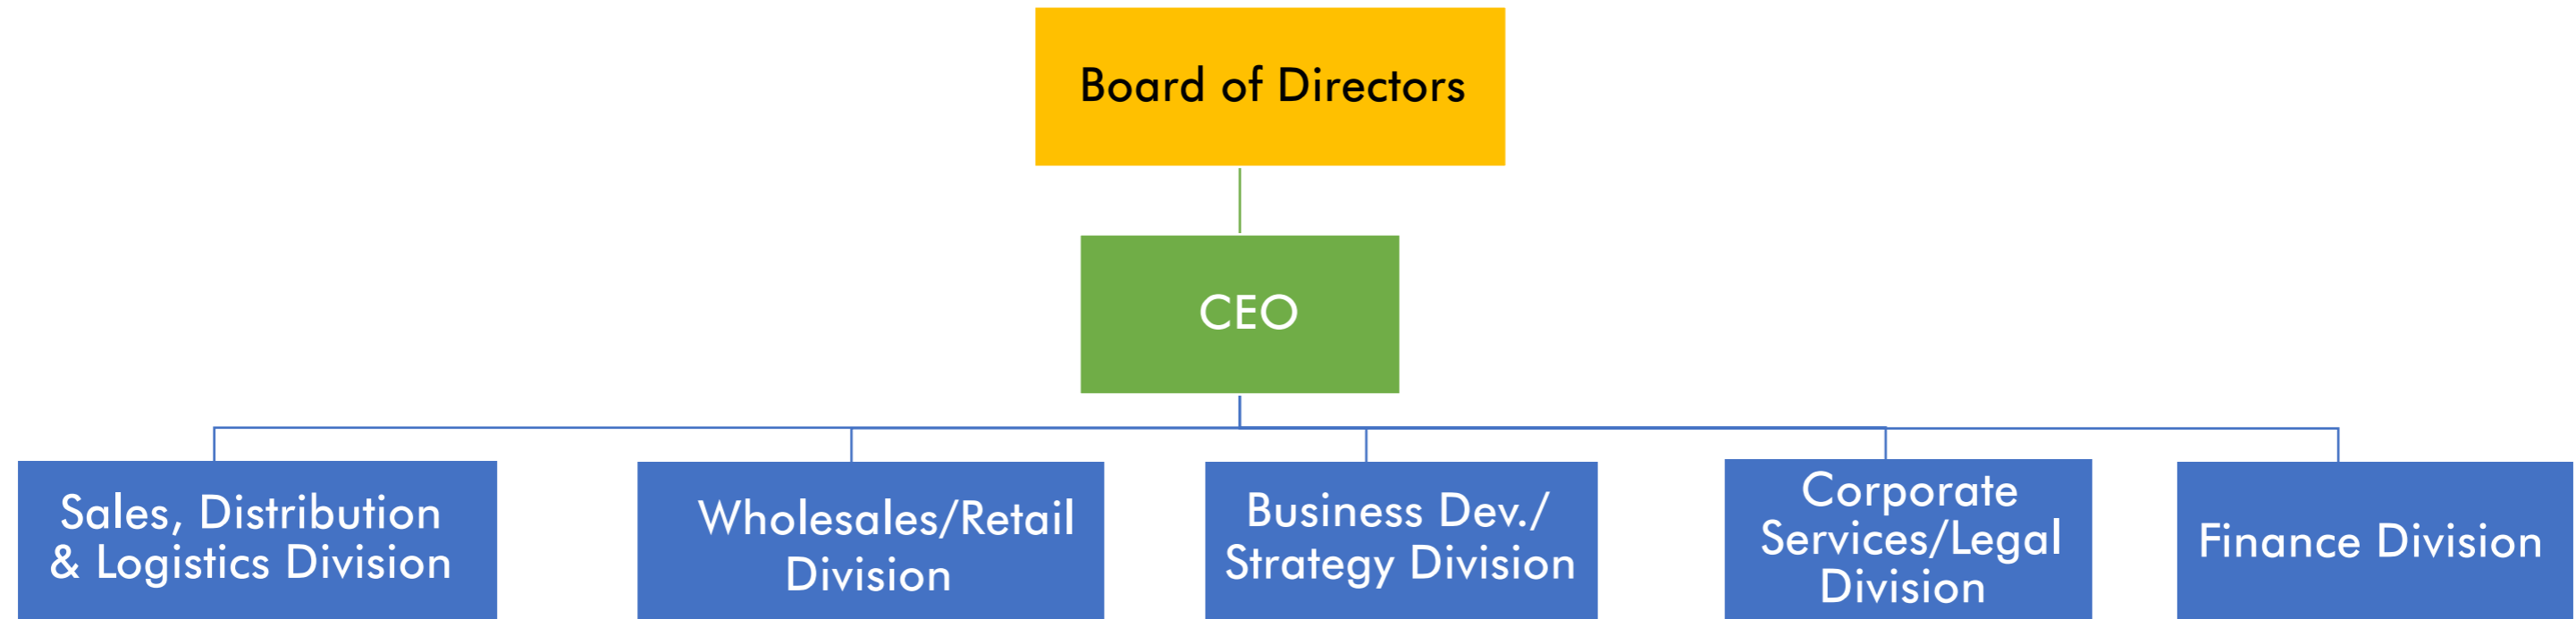 Board of Directors
CEO
Sales, Distribution
& Logistics Division
Wholesales/Retail
Division
Business Dev./
Strategy Division
Corporate
Services/Legal
Division
Finance Division